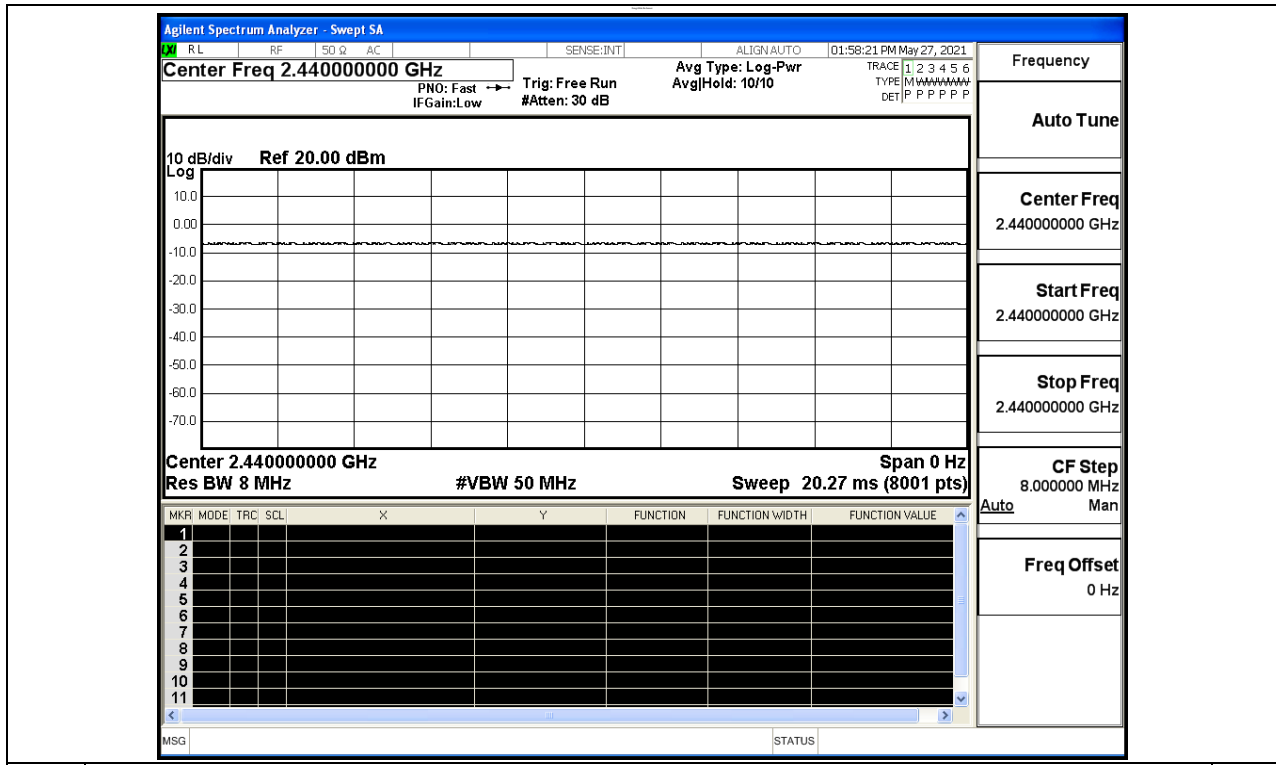 Agilent Spectrum Analyzer - Swept SA
LXI RL RF 50 Ω AC SENSE:INT ALIGN AUTO 01:58:21 PM May 27, 2021
Center Freq 2.440000000 GHz
PNO: Fast
IFGain:Low
Trig: Free Run
#Atten: 30 dB
Avg Type: Log-Pwr
Avg|Hold: 10/10
TRACE 1 2 3 4 5 6
TYPE M WWWWW
DET P P P P P P
10 dB/div Ref 20.00 dBm
Log
10.0
0.00
-10.0
-20.0
-30.0
-40.0
-50.0
-60.0
-70.0
Center 2.440000000 GHz Span 0 Hz
Res BW 8 MHz #VBW 50 MHz Sweep 20.27 ms (8001 pts)
MKR MODE TRC SCL X Y FUNCTION FUNCTION WIDTH FUNCTION VALUE
1
2
3
4
5
6
7
8
9
10
11
MSG STATUS
Frequency
Auto Tune
Center Freq
2.440000000 GHz
Start Freq
2.440000000 GHz
Stop Freq
2.440000000 GHz
CF Step
8.000000 MHz
Auto Man
Freq Offset
0 Hz